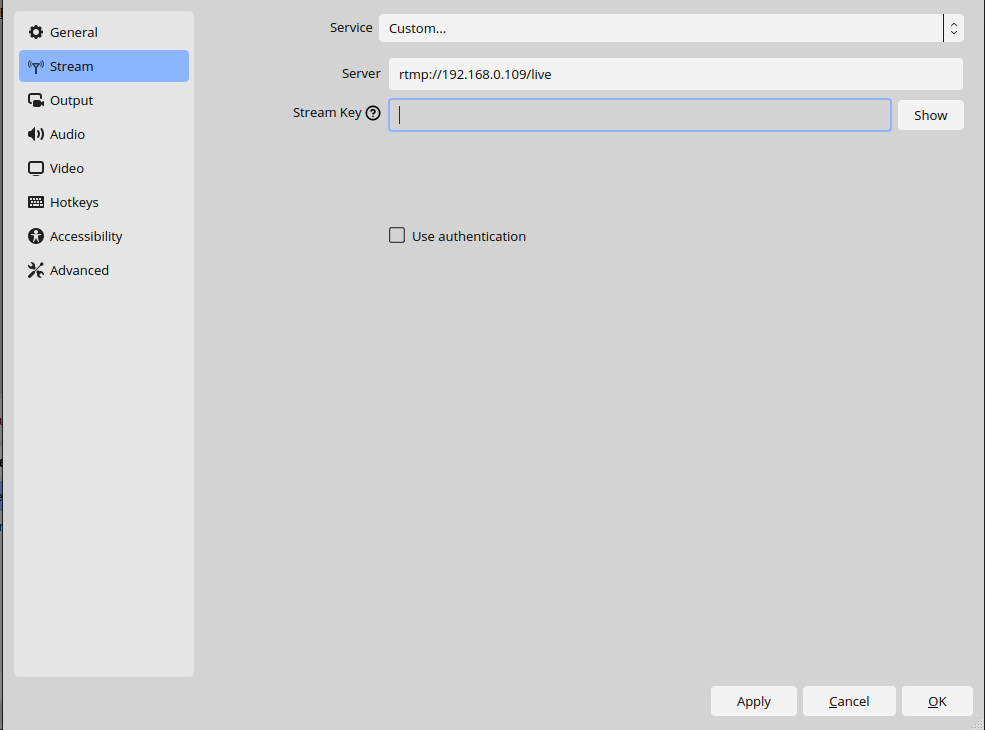 General
Stream
Output
Audio
Video
Hotkeys
Accessibility
Advanced
Service Custom...
Server rtmp://192.168.0.109/live
Stream Key ? Show
Use authentication
Apply Cancel OK